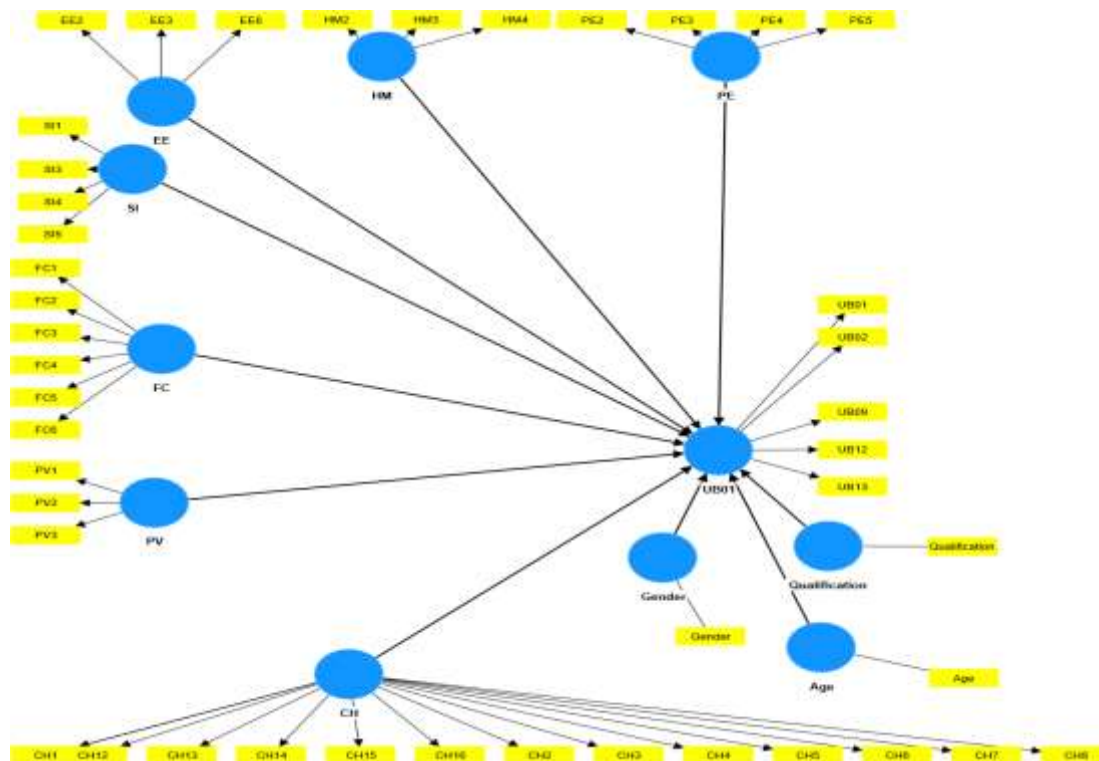 EE2 EE3 EE6 HM2 HM3 HM4 PE2 PE3 PE4 PE5
HM
PE
EE
SI1
SI3
SI4
SI5
SI
FC1
FC2
FC3
FC4
FC5
FC6
FC
UB01
UB02
UB09
UB12
UB13
UB01
PV1
PV2
PV3
PV
Qualification
Qualification
Gender
Gender
Age
Age
CH
CH1 CH12 CH13 CH14 CH15 CH16 CH2 CH3 CH4 CH5 CH6 CH7 CH8